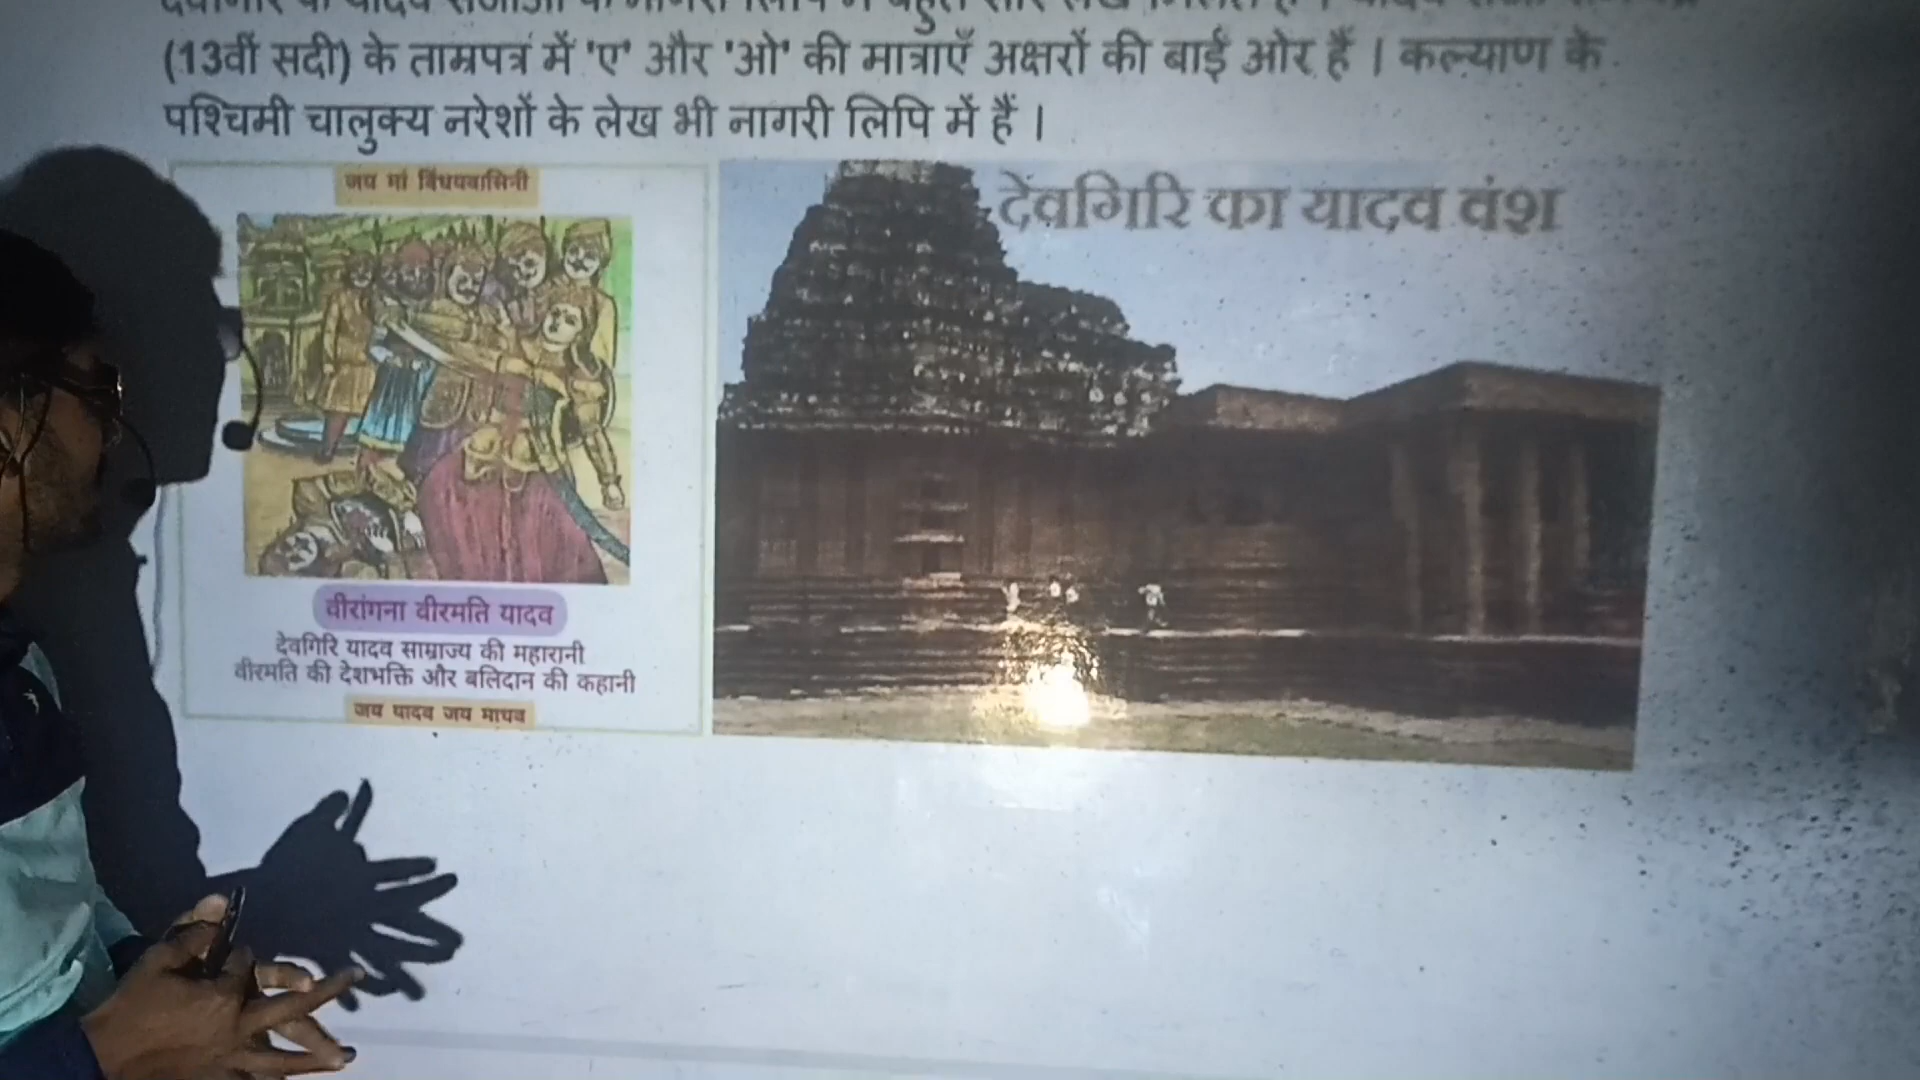 (13वीं सदी) के ताम्रपत्र में 'ए' और 'ओ' की मात्राएँ अक्षरों की बाईं ओर हैं । कल्याण के
पश्चिमी चालुक्य नरेशों के लेख भी नागरी लिपि में हैं ।
जय मां विंधयवासिनी
देवगिरि का यादव वंश
वीरांगना वीरमति यादव
देवगिरि यादव साम्राज्य की महारानी
वीरमति की देशभक्ति और बलिदान की कहानी
जय यादव जय माधव